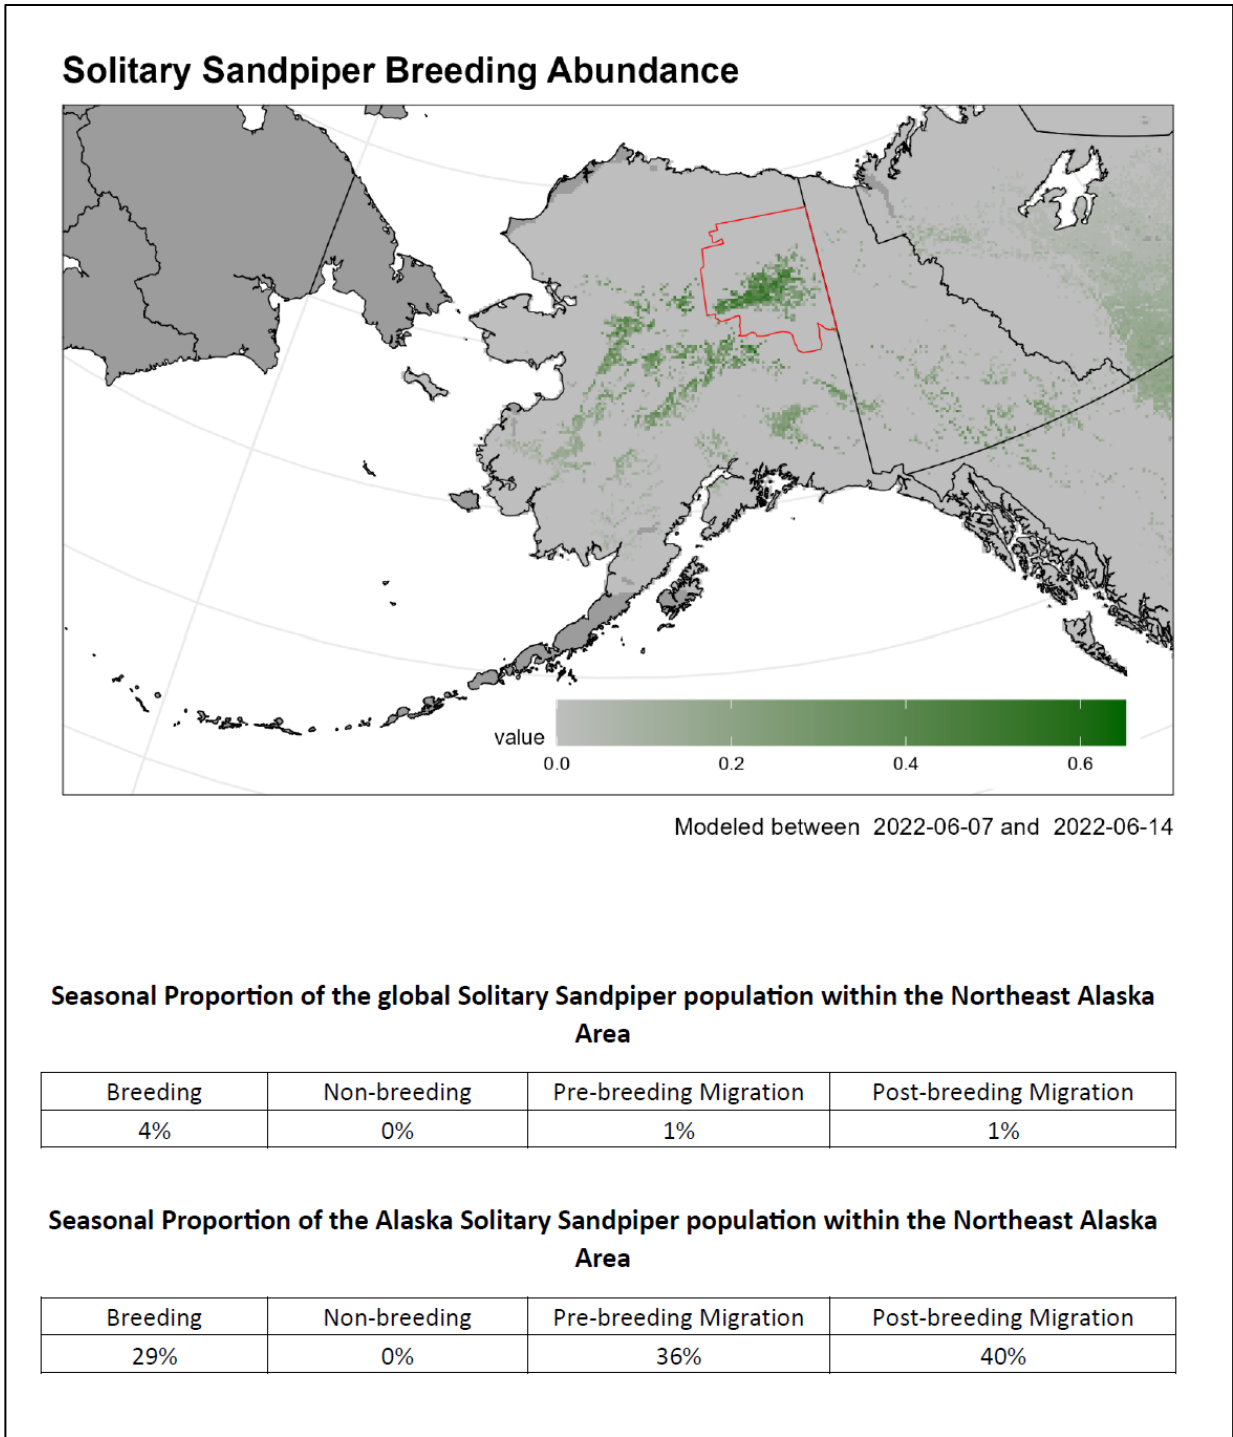 Solitary Sandpiper Breeding Abundance
value
0.0 0.2 0.4 0.6
Modeled between 2022-06-07 and 2022-06-14
Seasonal Proportion of the global Solitary Sandpiper population within the Northeast Alaska
Area
Breeding Non-breeding Pre-breeding Migration Post-breeding Migration
4% 0% 1% 1%
Seasonal Proportion of the Alaska Solitary Sandpiper population within the Northeast Alaska
Area
Breeding Non-breeding Pre-breeding Migration Post-breeding Migration
29% 0% 36% 40%